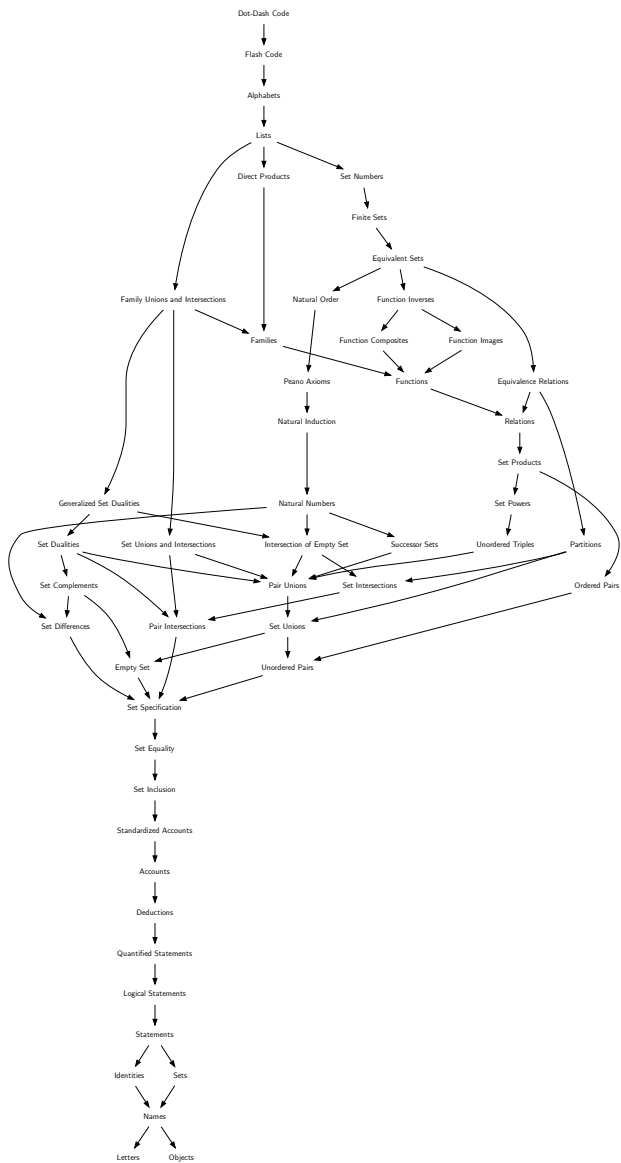 Dot-Dash Code
Flash Code
Alphabets
Lists
Direct Products
Set Numbers
Finite Sets
Equivalent Sets
Family Unions and Intersections
Natural Order
Function Inverses
Families
Function Composites
Function Images
Peano Axioms
Functions
Equivalence Relations
Natural Induction
Relations
Set Products
Generalized Set Dualities
Natural Numbers
Set Powers
Set Dualities
Set Unions and Intersections
Intersection of Empty Set
Successor Sets
Unordered Triples
Partitions
Set Complements
Pair Unions
Set Intersections
Ordered Pairs
Set Differences
Pair Intersections
Set Unions
Empty Set
Unordered Pairs
Set Specification
Set Equality
Set Inclusion
Standardized Accounts
Accounts
Deductions
Quantified Statements
Logical Statements
Statements
Identities
Sets
Names
Letters
Objects